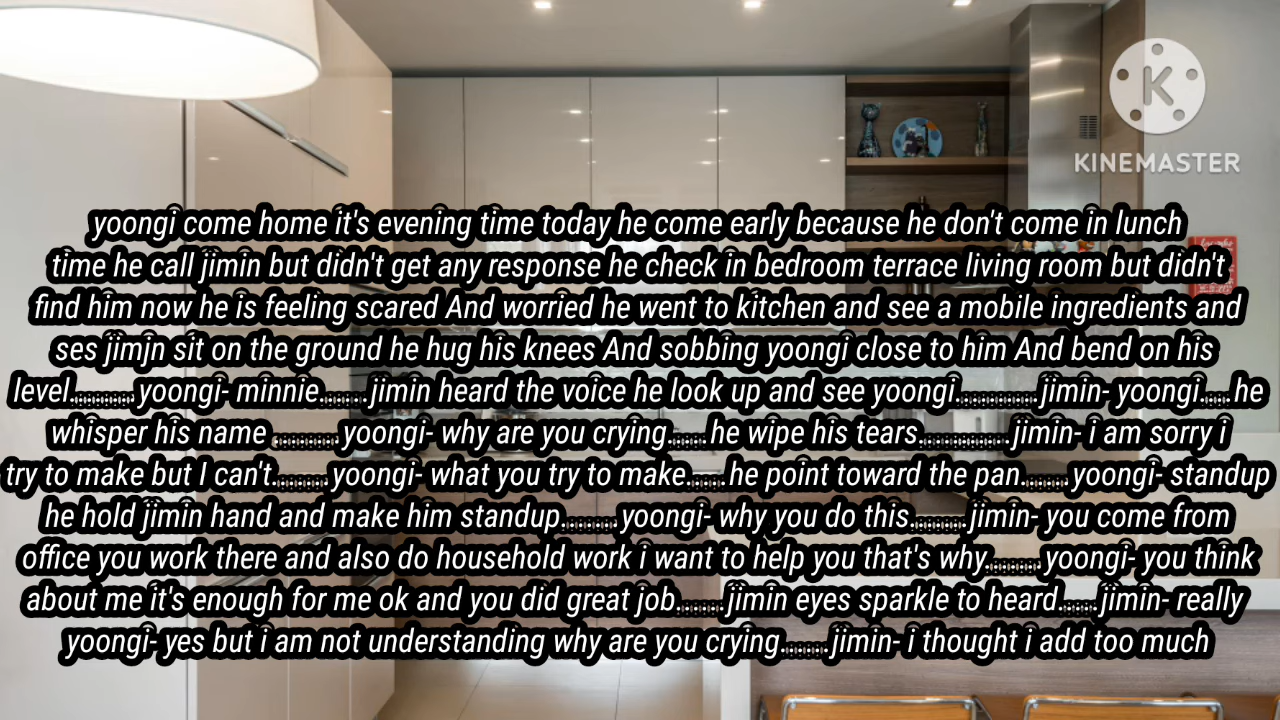 KINEMASTER
yoongi come home it's evening time today he come early because he don't come in lunch
time he call jimin but didn't get any response he check in bedroom terrace living room but didn't
find him now he is feeling scared And worried he went to kitchen and see a mobile ingredients and
ses jimjn sit on the ground he hug his knees And sobbing yoongi close to him And bend on his
level..........yoongi- minnie.......jimin heard the voice he look up and see yoongi............jimin- yoongi.....he
whisper his name ..........yoongi- why are you crying......he wipe his tears..............jimin- i am sorry i
try to make but I can't........yoongi- what you try to make......he point toward the pan.......yoongi- standup
he hold jimin hand and make him standup........yoongi- why you do this........jimin- you come from
office you work there and also do household work i want to help you that's why........yoongi- you think
about me it's enough for me ok and you did great job.......jimin eyes sparkle to heard......jimin- really
yoongi- yes but i am not understanding why are you crying.......jimin- i thought i add too much